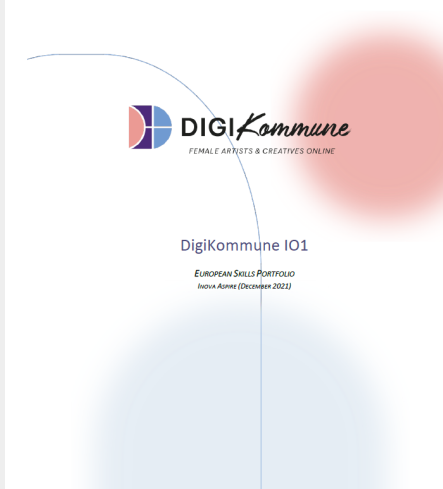 DIGIKommune
FEMALE ARTISTS & CREATIVES ONLINE
DigiKommune IO1
EUROPEAN SKILLS PORTFOLIO
INOVA ASPIRE (DECEMBER 2021)